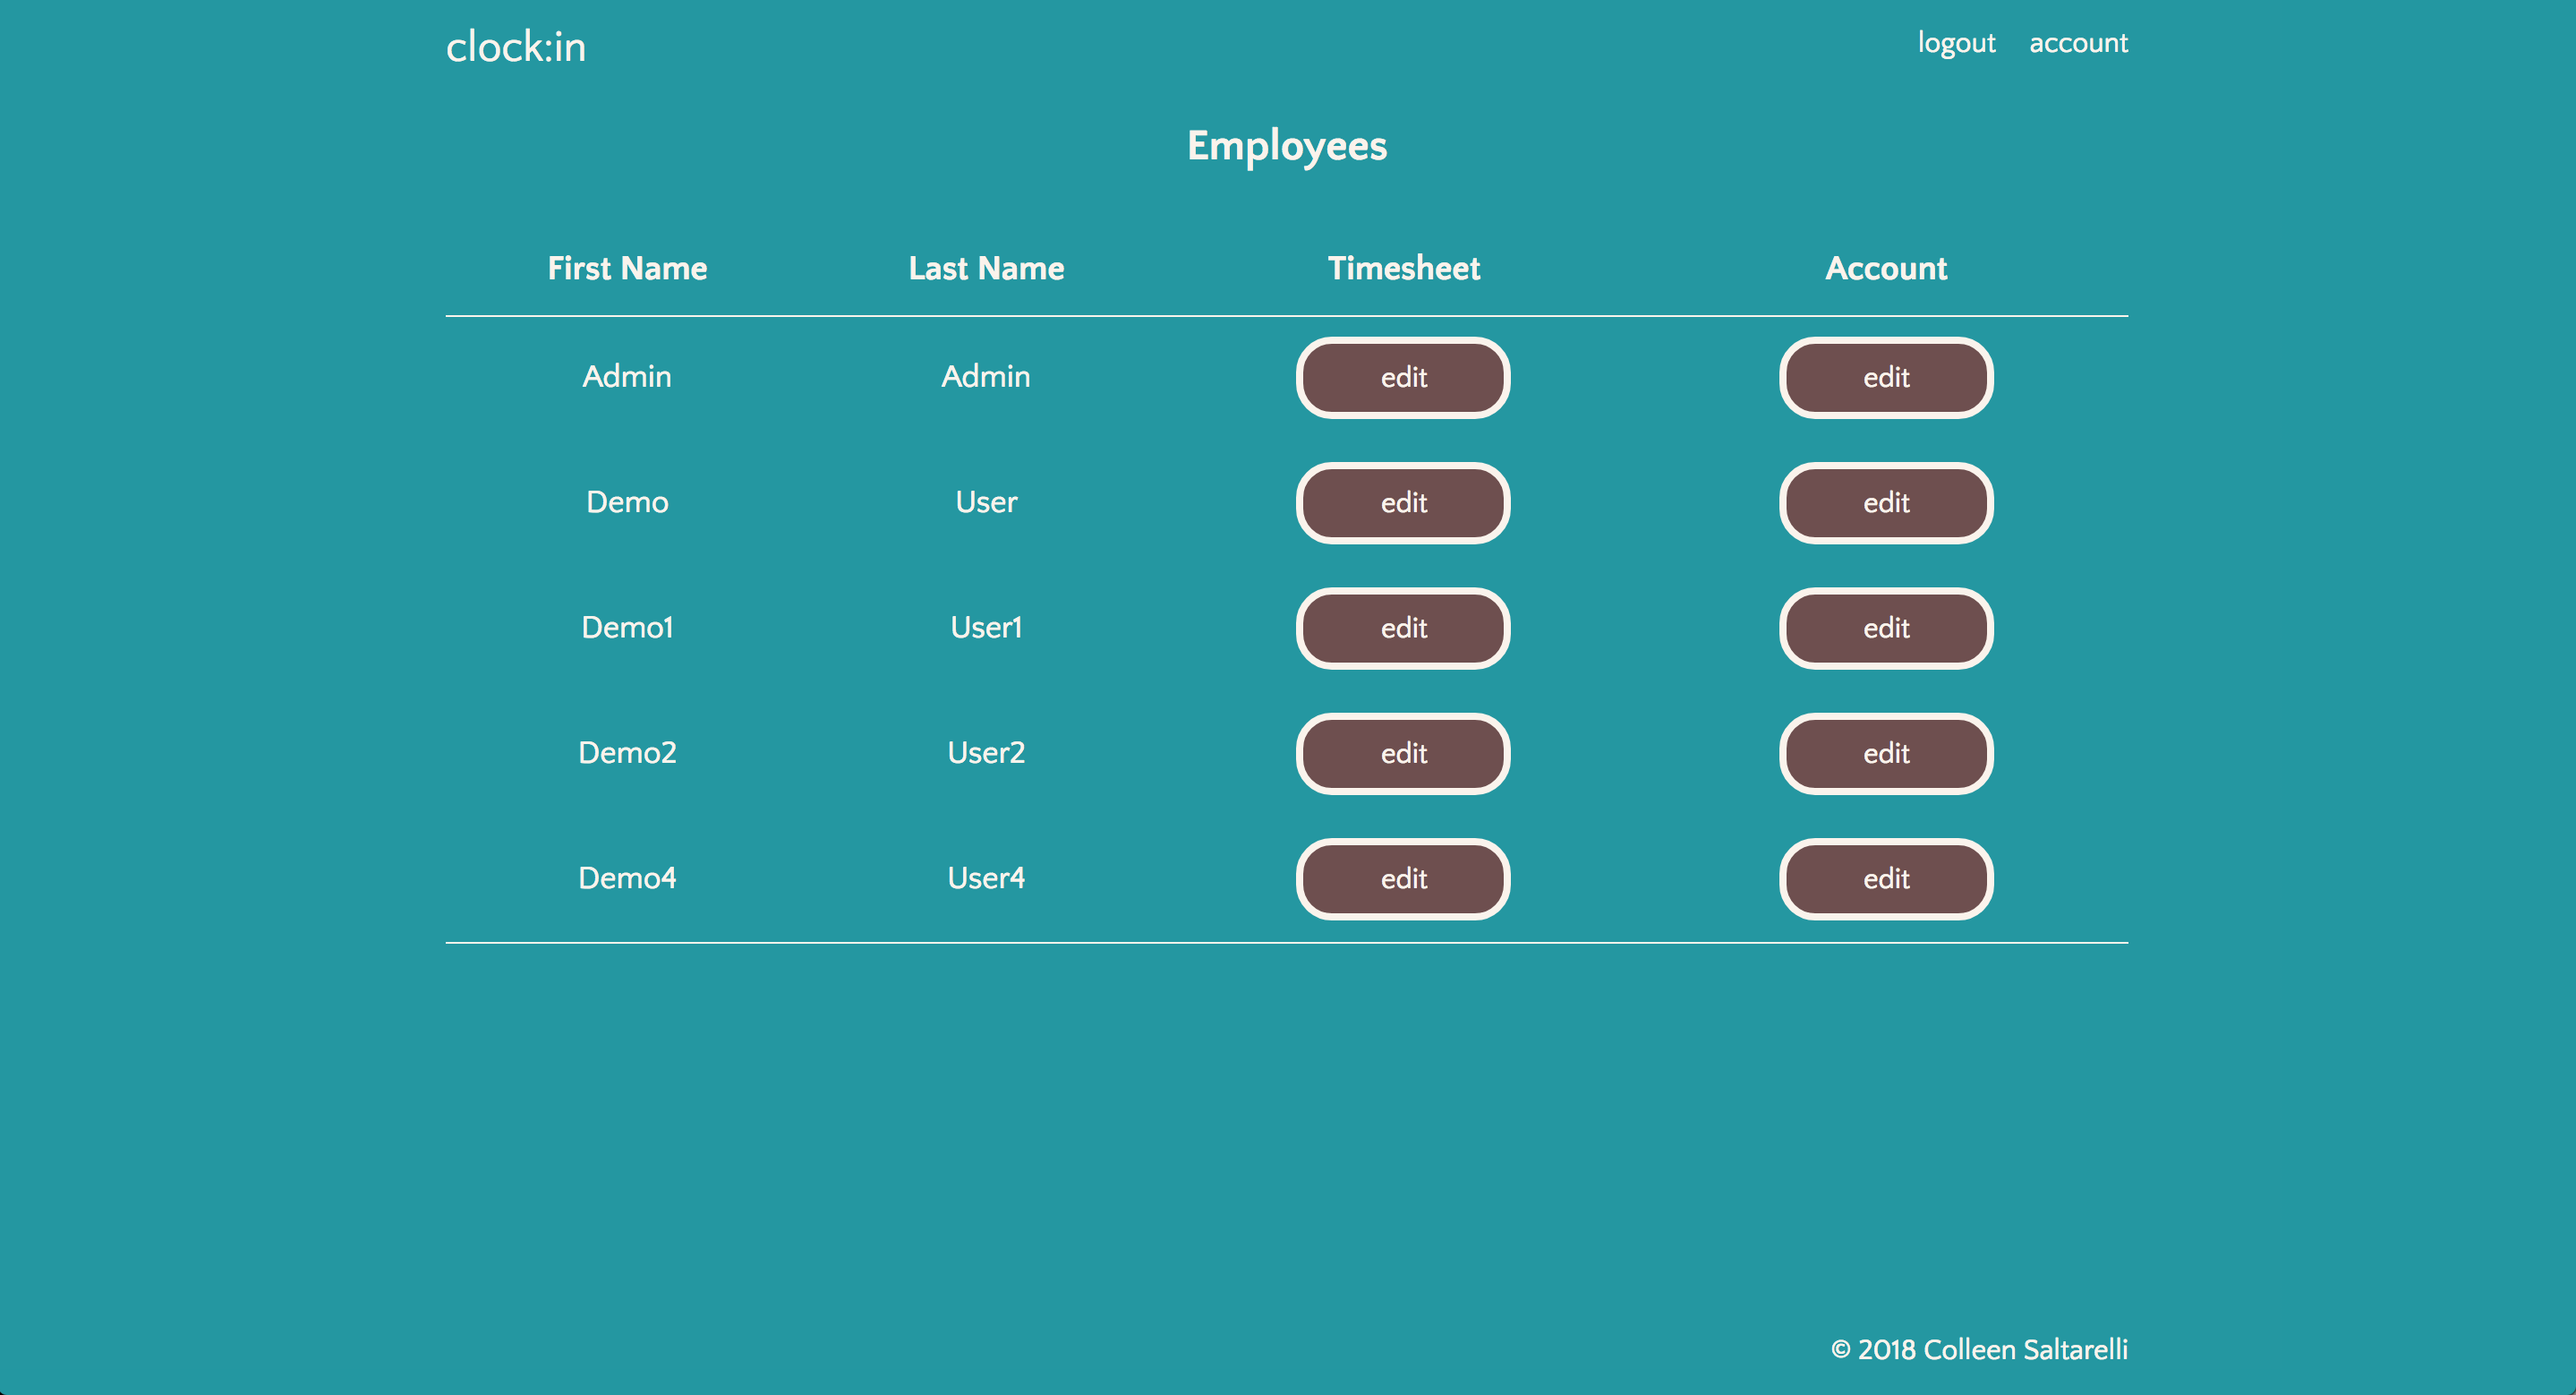 clock:in logout account
Employees
First Name Last Name Timesheet Account
Admin Admin edit edit
Demo User edit edit
Demo1 User1 edit edit
Demo2 User2 edit edit
Demo4 User4 edit edit
© 2018 Colleen Saltarelli